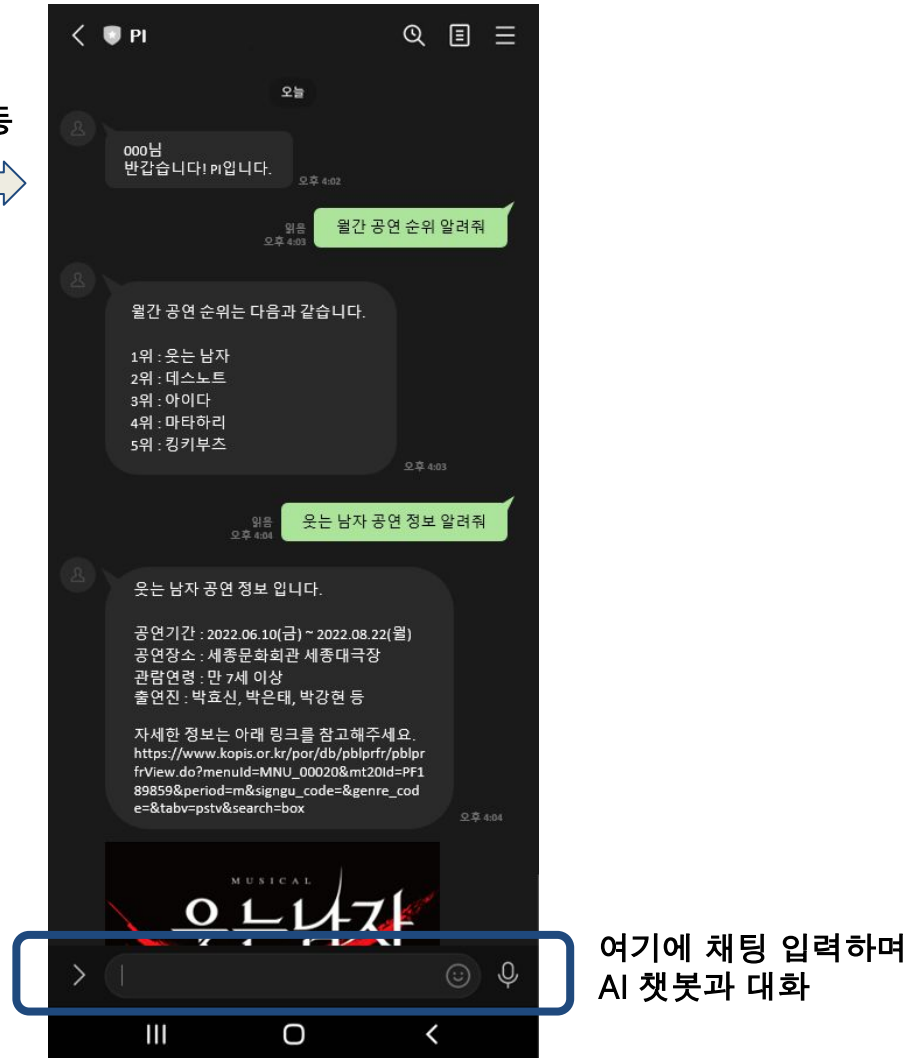 PI
오늘
등
000님
반갑습니다! PI입니다.
오후 4:02
월간 공연 순위 알려줘
읽음
오후 4:03
월간 공연 순위는 다음과 같습니다.
1위 : 웃는 남자
2위 : 데스노트
3위 : 아이다
4위 : 마타하리
5위 : 킹키부츠
오후 4:03
웃는 남자 공연 정보 알려줘
읽음
오후 4:04
웃는 남자 공연 정보 입니다.
공연기간 : 2022.06.10(금) ~ 2022.08.22(월)
공연장소 : 세종문화회관 세종대극장
관람연령 : 만 7세 이상
출연진 : 박효신, 박은태, 박강현 등
자세한 정보는 아래 링크를 참고해주세요.
https://www.kopis.or.kr/por/db/pblprfr/pblpr
frView.do?menuId=MNU_00020&mt20Id=PF1
89859&period=m&signgu_code=&genre_cod
e=&tabv=pstv&search=box
오후 4:04
MUSICAL
웃는남자
여기에 채팅 입력하며
AI 챗봇과 대화